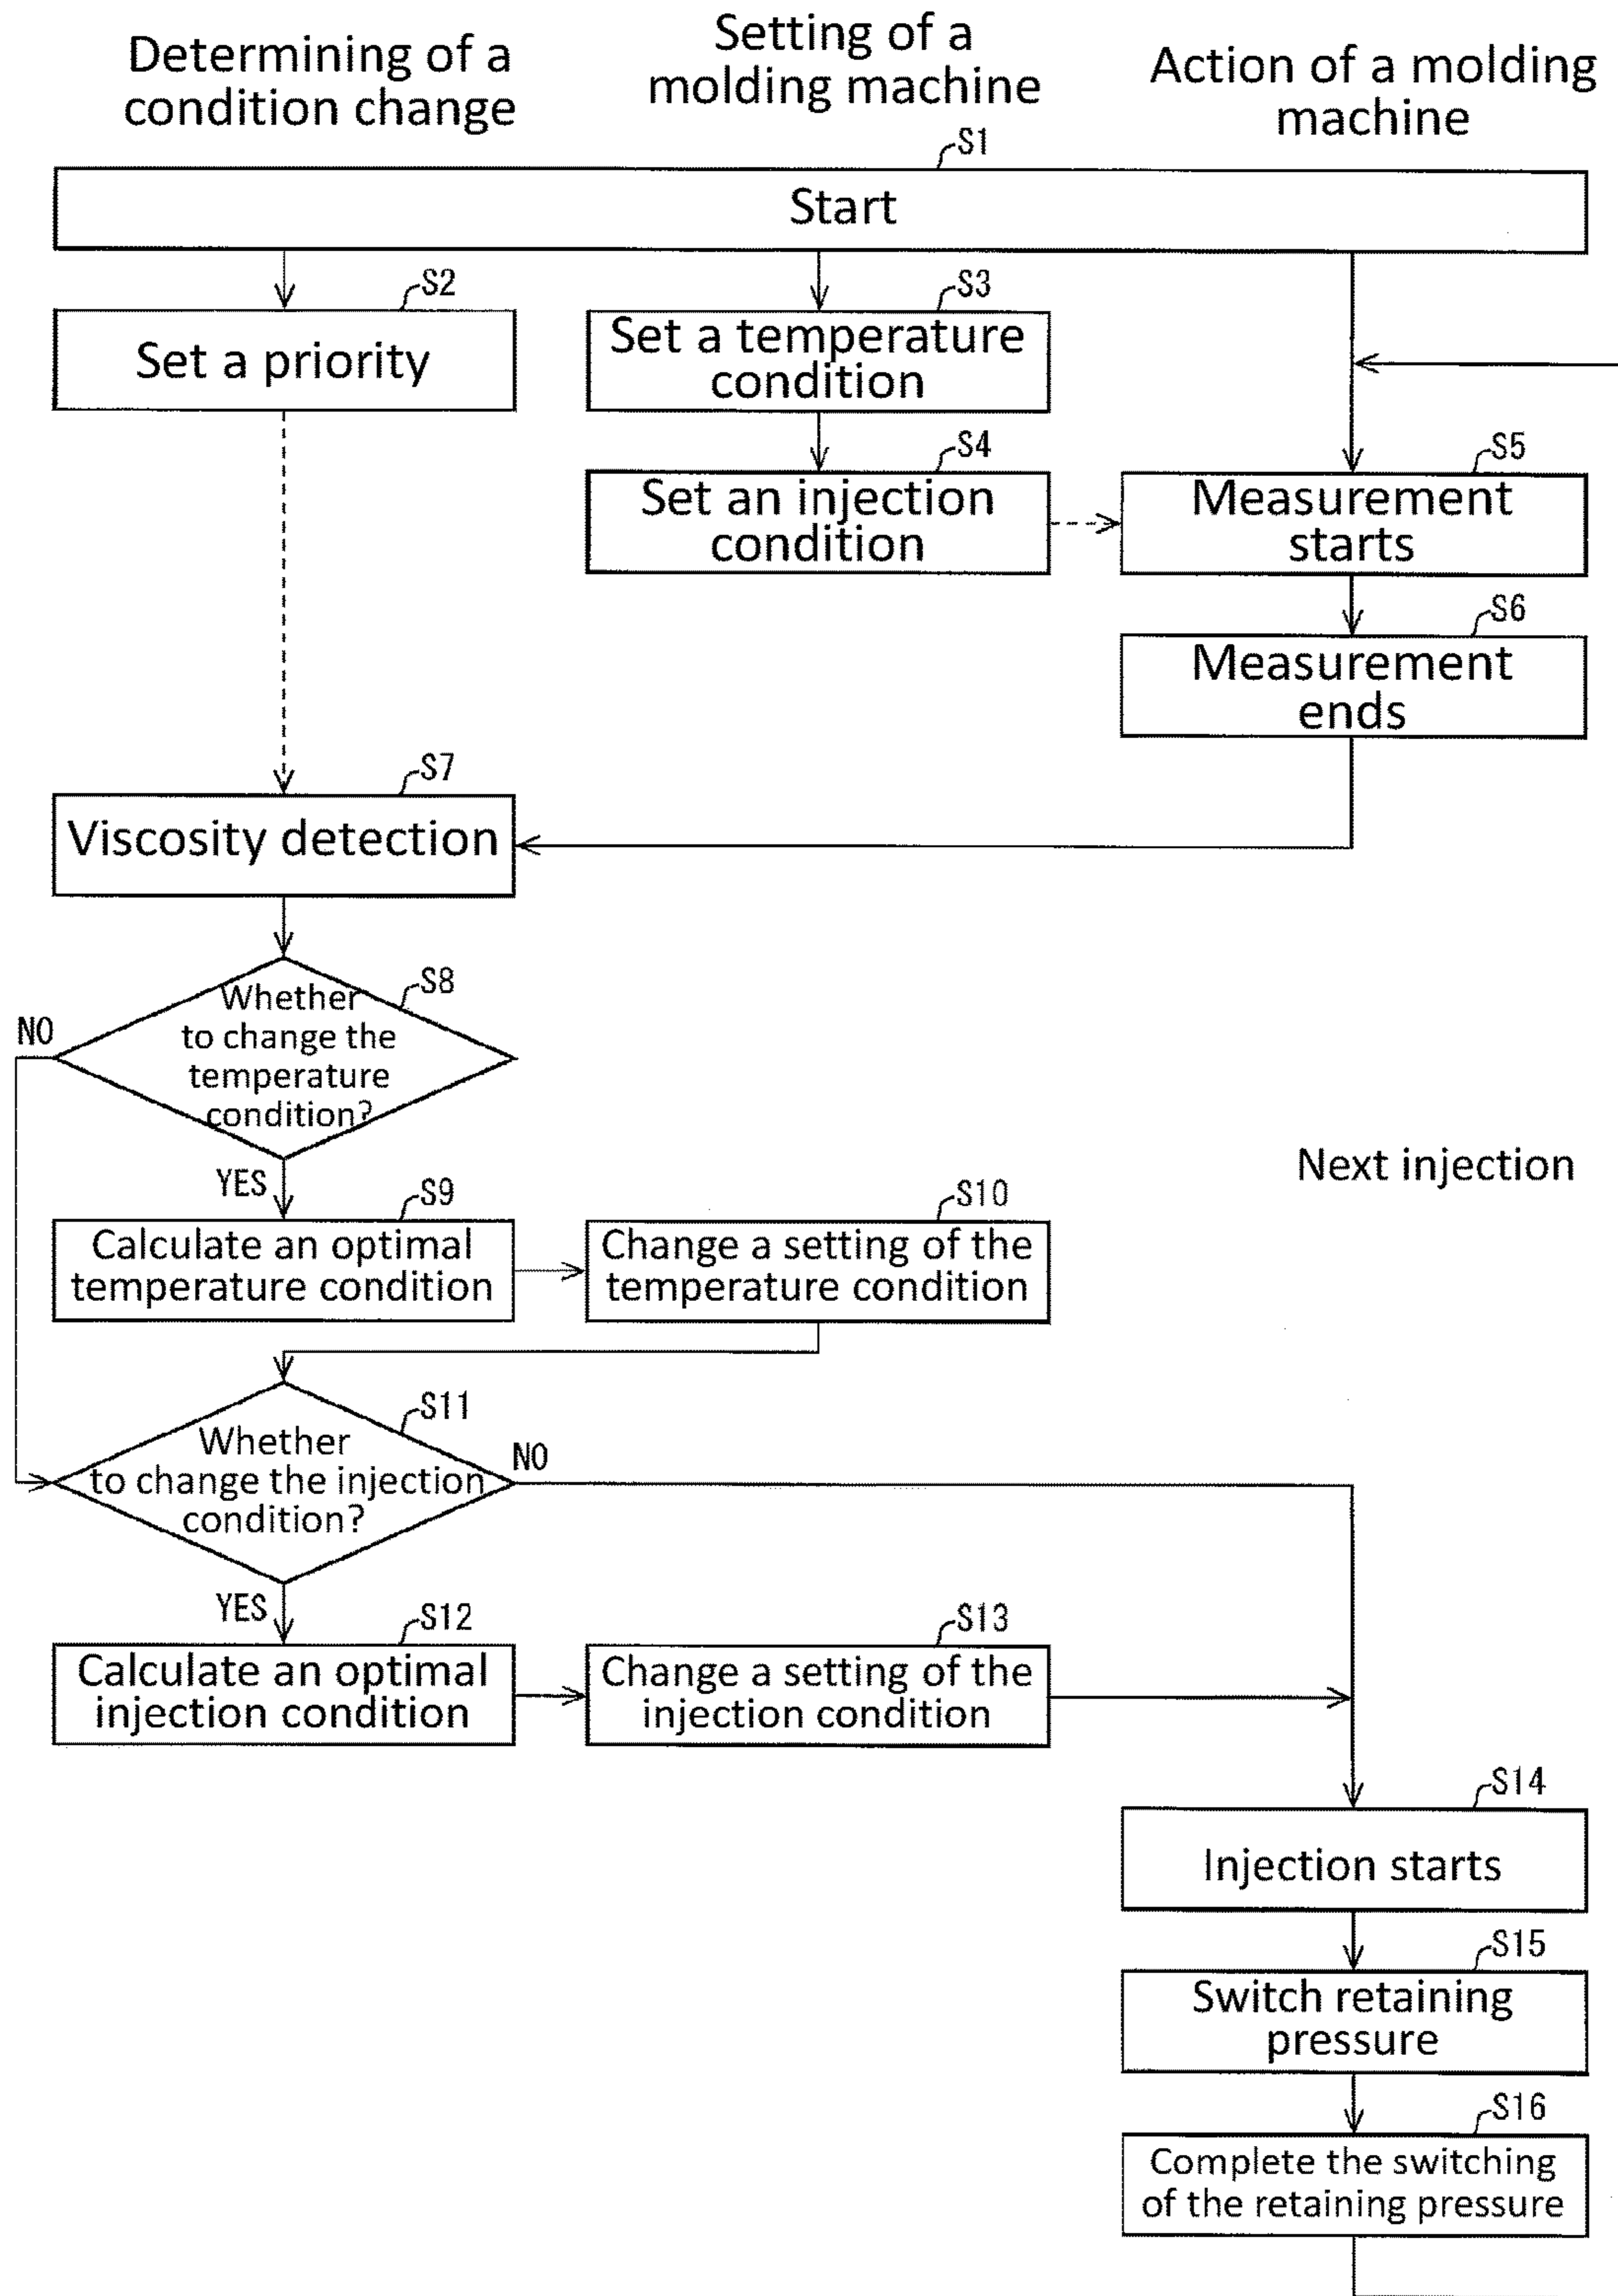 Determining of a
condition change
Setting of a
molding machine
Action of a molding
machine
S1
Start
S2
Set a priority
S3
Set a temperature
condition
S4
Set an injection
condition
S5
Measurement
starts
S6
Measurement
ends
S7
Viscosity detection
S8
Whether
to change the
temperature
condition?
NO
YES
Next injection
S9
Calculate an optimal
temperature condition
S10
Change a setting of the
temperature condition
S11
Whether
to change the injection
condition?
NO
YES
S12
Calculate an optimal
injection condition
S13
Change a setting of the
injection condition
S14
Injection starts
S15
Switch retaining
pressure
S16
Complete the switching
of the retaining pressure